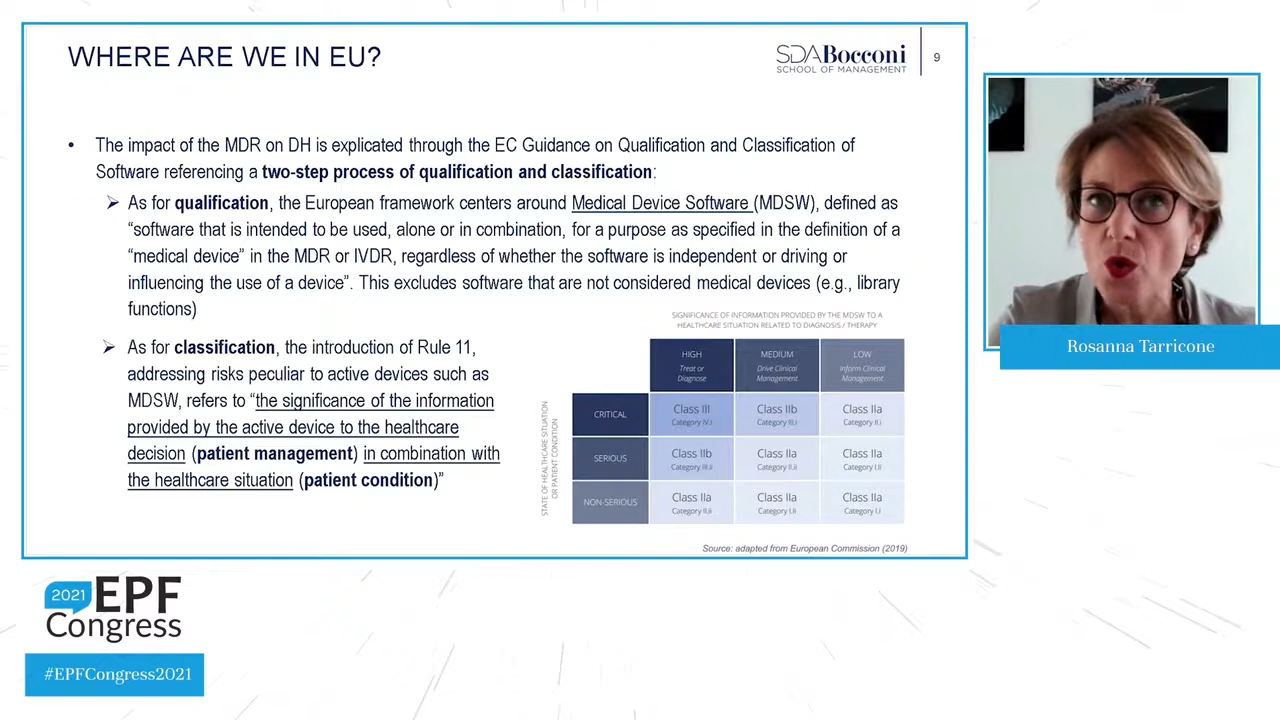 WHERE ARE WE IN EU?
SDA Bocconi
SCHOOL OF MANAGEMENT
9
• The impact of the MDR on DH is explicated through the EC Guidance on Qualification and Classification of
Software referencing a two-step process of qualification and classification:
➢ As for qualification, the European framework centers around Medical Device Software (MDSW), defined as
“software that is intended to be used, alone or in combination, for a purpose as specified in the definition of a
“medical device” in the MDR or IVDR, regardless of whether the software is independent or driving or
influencing the use of a device”. This excludes software that are not considered medical devices (e.g., library
functions)
➢ As for classification, the introduction of Rule 11,
addressing risks peculiar to active devices such as
MDSW, refers to “the significance of the information
provided by the active device to the healthcare
decision (patient management) in combination with
the healthcare situation (patient condition)”
SIGNIFICANCE OF INFORMATION PROVIDED BY THE MDSW TO A
HEALTHCARE SITUATION RELATED TO DIAGNOSIS / THERAPY
HIGH
Treat or
Diagnose
MEDIUM
Drive Clinical
Management
LOW
Inform Clinical
Management
STATE OF HEALTHCARE SITUATION
OR PATIENT CONDITION
CRITICAL
Class III
Category IV.i
Class IIb
Category III.i
Class IIa
Category II.i
SERIOUS
Class IIb
Category III.ii
Class IIa
Category II.ii
Class IIa
Category I.ii
NON-SERIOUS
Class IIa
Category II.iii
Class IIa
Category I.iii
Class IIa
Category I.i
Source: adapted from European Commission (2019)
Rosanna Tarricone
2021 EPF
Congress
#EPFCongress2021